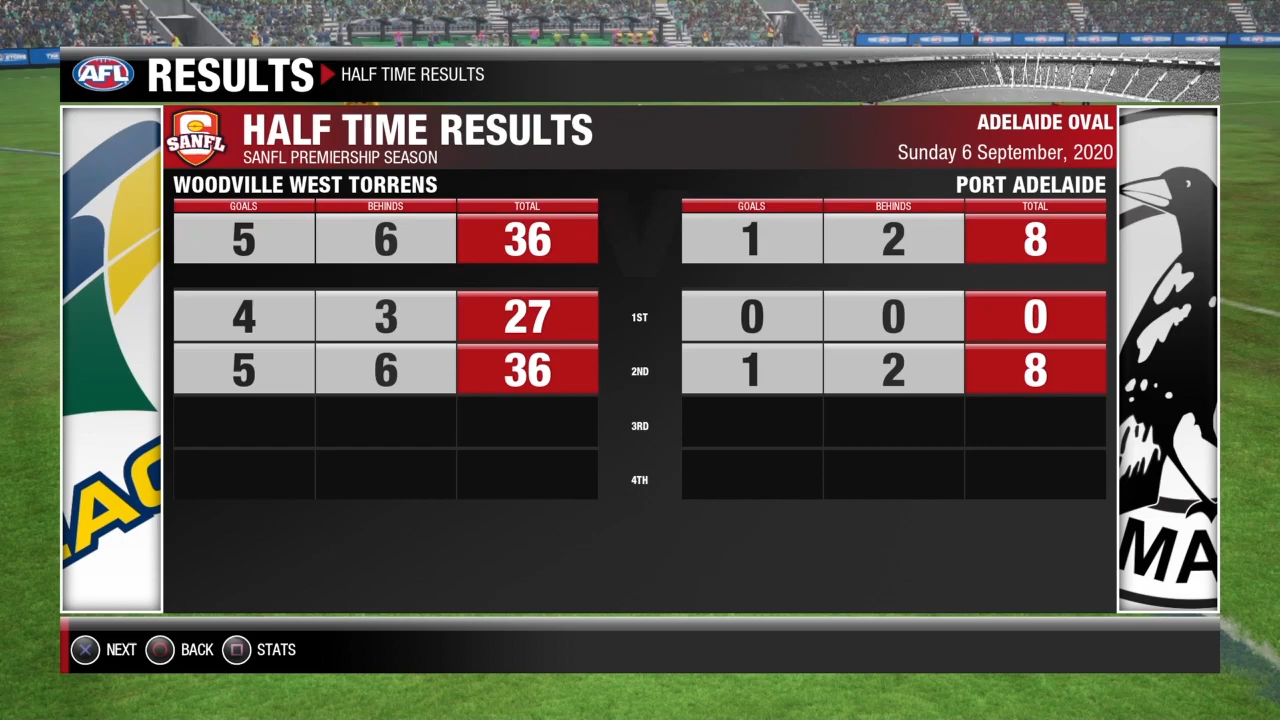 AFL RESULTS HALF TIME RESULTS
SANFL HALF TIME RESULTS ADELAIDE OVAL
SANFL PREMIERSHIP SEASON Sunday 6 September, 2020
WOODVILLE WEST TORRENS PORT ADELAIDE
GOALS BEHINDS TOTAL GOALS BEHINDS TOTAL
5 6 36 1 2 8
4 3 27 1ST 0 0 0
5 6 36 2ND 1 2 8
3RD
4TH
MA
NEXT BACK STATS